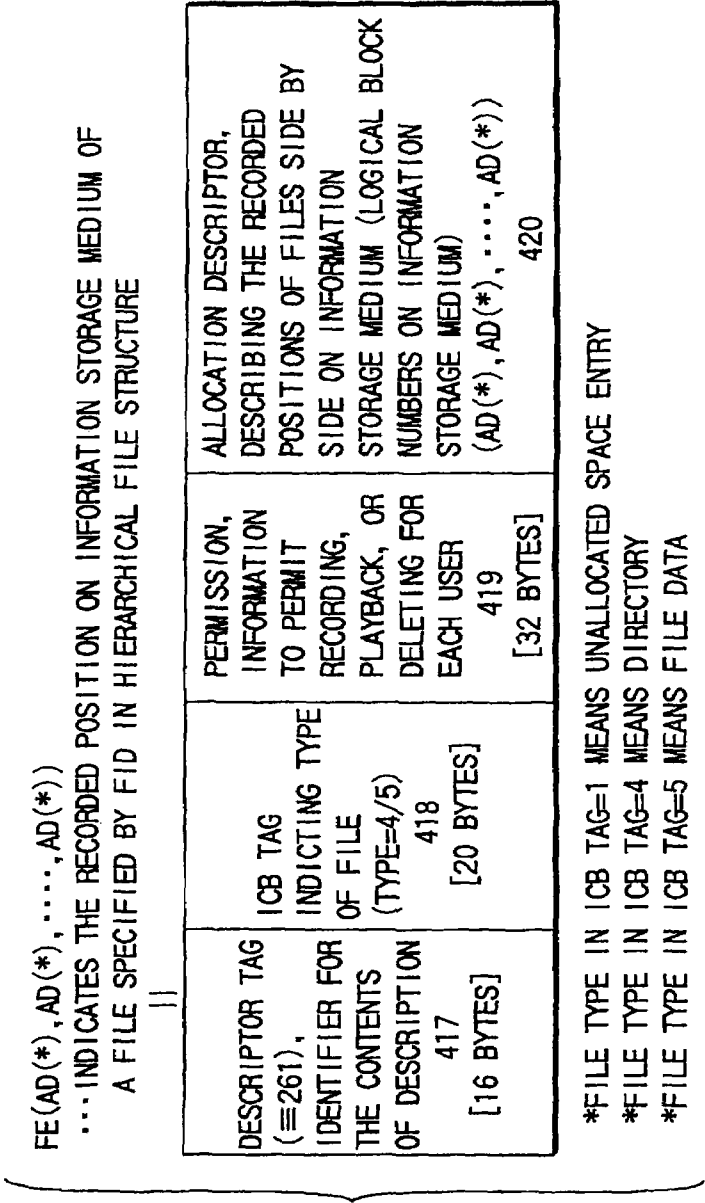 FE(AD(*),AD(*),····,AD(*))
···INDICATES THE RECORDED POSITION ON INFORMATION STORAGE MEDIUM OF
A FILE SPECIFIED BY FID IN HIERARCHICAL FILE STRUCTURE
||
DESCRIPTOR TAG
(≡261),
IDENTIFIER FOR
THE CONTENTS
OF DESCRIPTION
417
[16 BYTES]
ICB TAG
INDICTING TYPE
OF FILE
(TYPE=4/5)
418
[20 BYTES]
PERMISSION,
INFORMATION
TO PERMIT
RECORDING,
PLAYBACK, OR
DELETING FOR
EACH USER
419
[32 BYTES]
ALLOCATION DESCRIPTOR,
DESCRIBING THE RECORDED
POSITIONS OF FILES SIDE BY
SIDE ON INFORMATION
STORAGE MEDIUM (LOGICAL BLOCK
NUMBERS ON INFORMATION
STORAGE MEDIUM)
(AD(*),AD(*),····,AD(*))
420
*FILE TYPE IN ICB TAG=1 MEANS UNALLOCATED SPACE ENTRY
*FILE TYPE IN ICB TAG=4 MEANS DIRECTORY
*FILE TYPE IN ICB TAG=5 MEANS FILE DATA